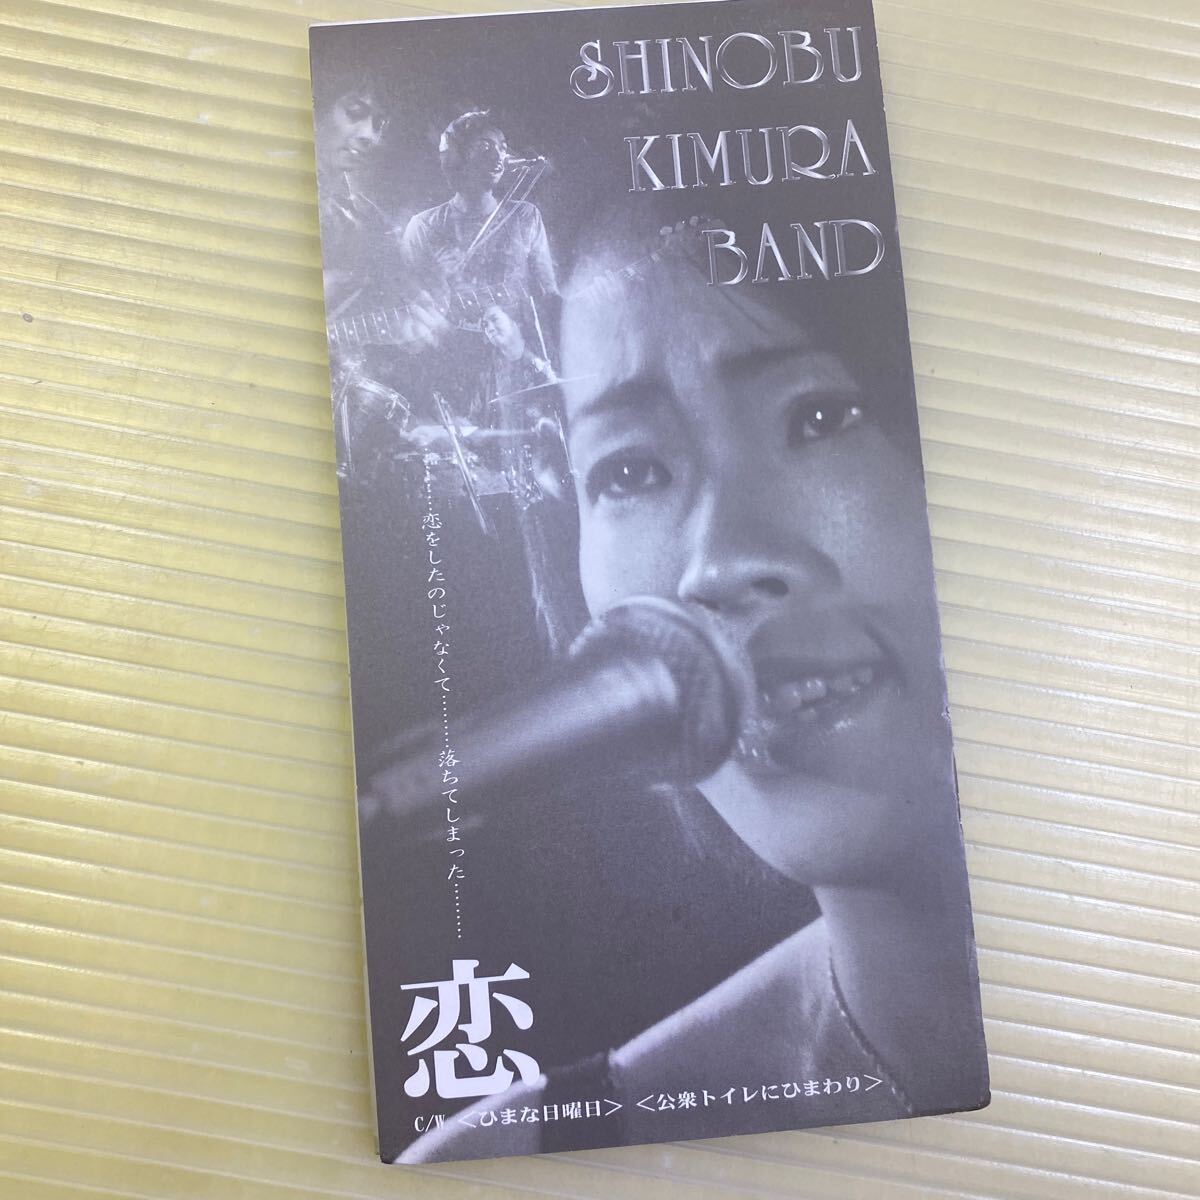 SHINOBU
KIMURA
BAND
………恋をしたのじゃなくて………落ちてしまった………
恋
C/W <ひまな日曜日> <公衆トイレにひまわり>